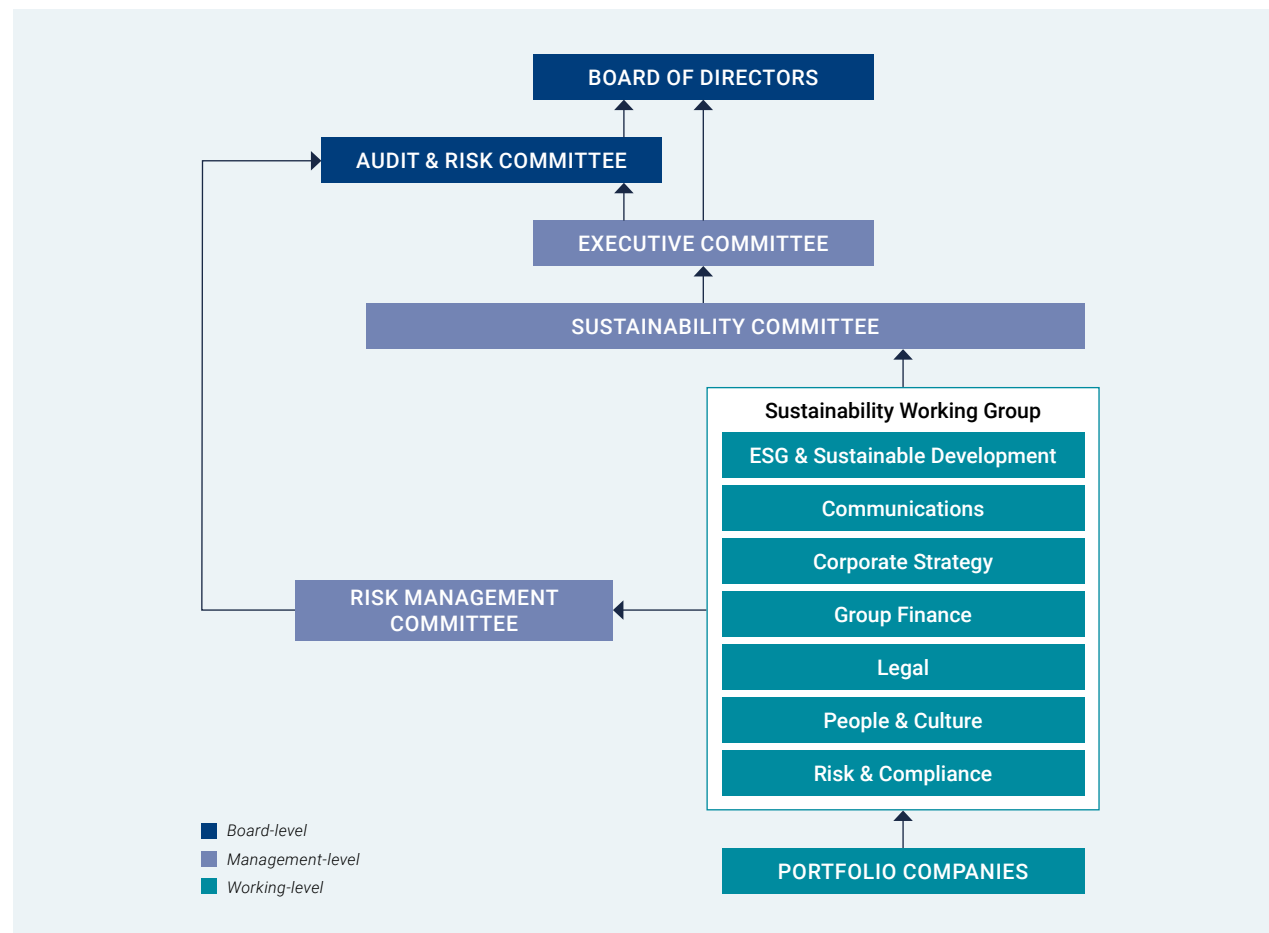 BOARD OF DIRECTORS
AUDIT & RISK COMMITTEE
EXECUTIVE COMMITTEE
SUSTAINABILITY COMMITTEE
Sustainability Working Group
ESG & Sustainable Development
Communications
Corporate Strategy
Group Finance
Legal
People & Culture
Risk & Compliance
RISK MANAGEMENT
COMMITTEE
PORTFOLIO COMPANIES
Board-level
Management-level
Working-level